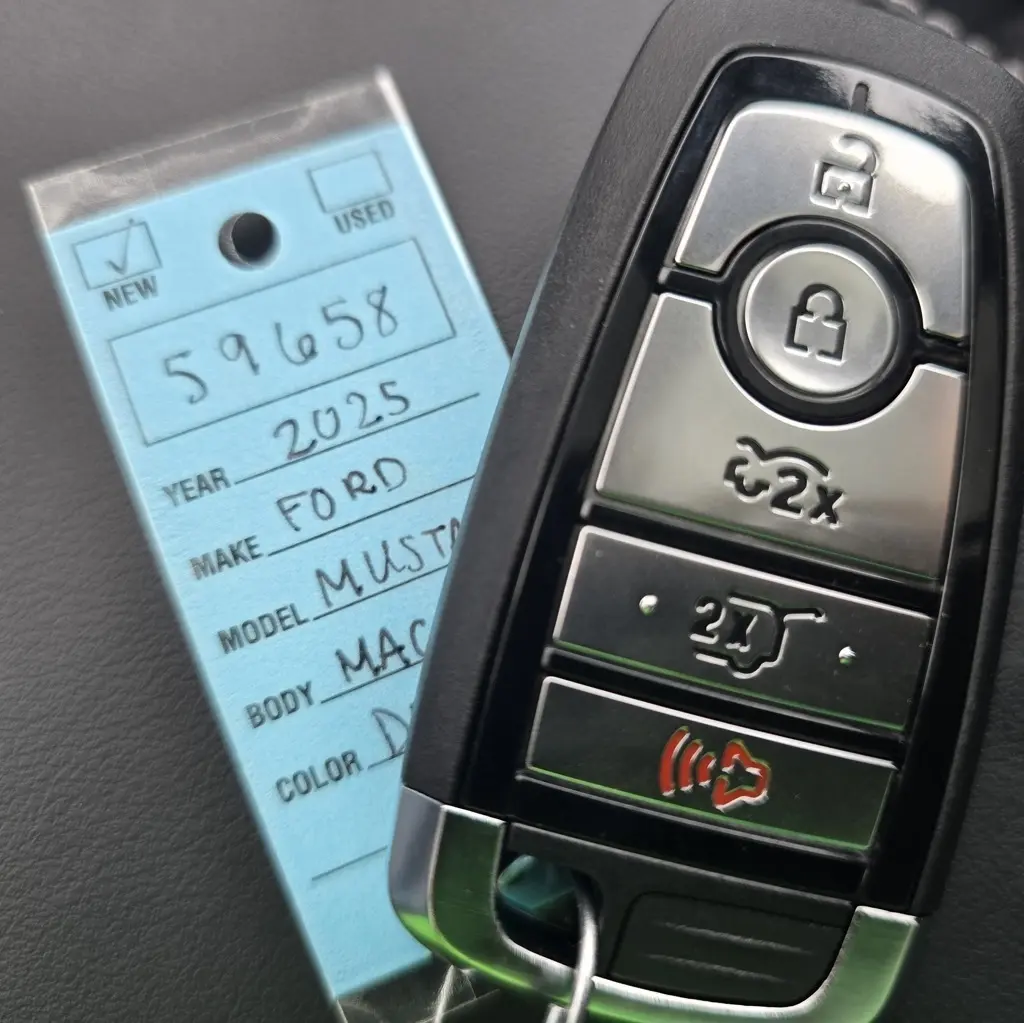 NEW USED
59658
YEAR 2025
MAKE FORD
MODEL MUSTA
BODY MAC
COLOR D
2x
2x